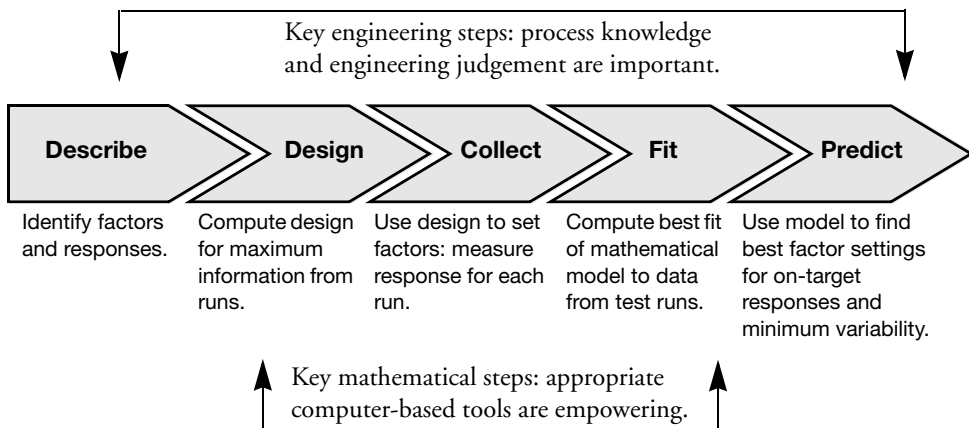 Key engineering steps: process knowledge
and engineering judgement are important.
Describe
Design
Collect
Fit
Predict
Identify factors
and responses.
Compute design
for maximum
information from
runs.
Use design to set
factors: measure
response for each
run.
Compute best fit
of mathematical
model to data
from test runs.
Use model to find
best factor settings
for on-target
responses and
minimum variability.
Key mathematical steps: appropriate
computer-based tools are empowering.